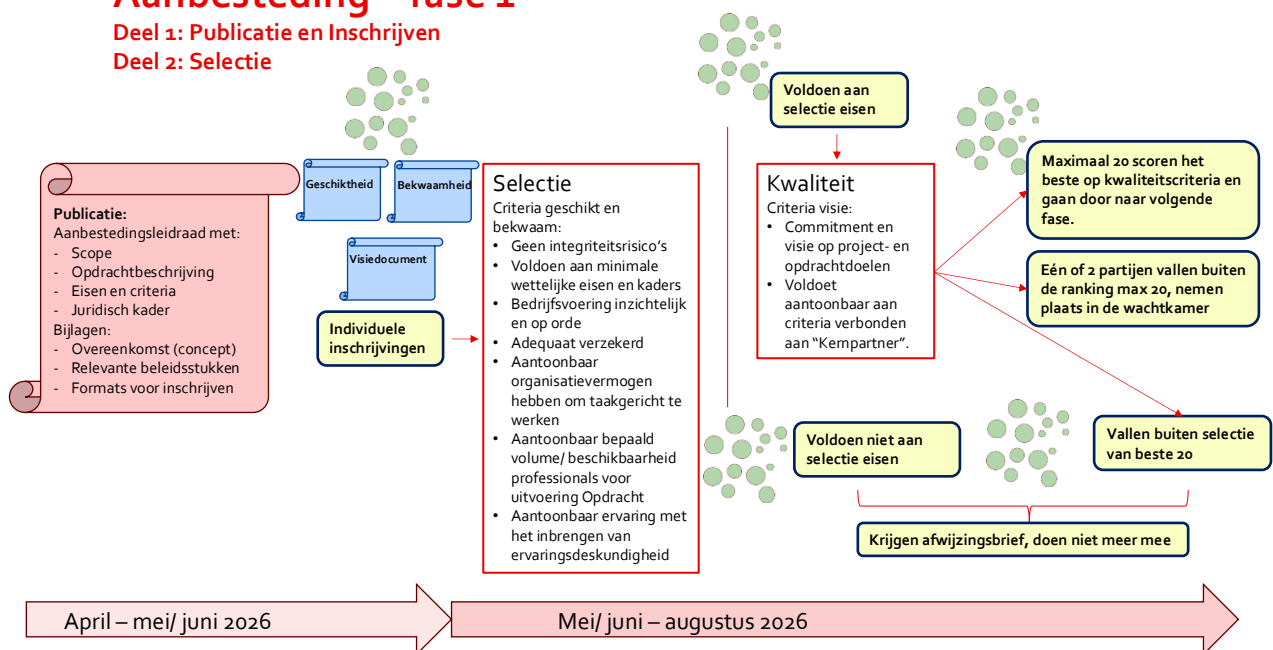 Aanbesteding – fase 1
Deel 1: Publicatie en Inschrijven
Deel 2: Selectie
Publicatie:
Aanbestedingsleidraad met:
- Scope
- Opdrachtbeschrijving
- Eisen en criteria
- Juridisch kader
Bijlagen:
- Overeenkomst (concept)
- Relevante beleidsstukken
- Formats voor inschrijven
Geschiktheid
Bekwaamheid
Visiedocument
Individuele
inschrijvingen
Selectie
Criteria geschikt en
bekwaam:
• Geen integriteitsrisico’s
• Voldoen aan minimale
wettelijke eisen en kaders
• Bedrijfsvoering inzichtelijk
en op orde
• Adequaat verzekerd
• Aantoonbaar
organisatievermogen
hebben om taakgericht te
werken
• Aantoonbaar bepaald
volume/ beschikbaarheid
professionals voor
uitvoering Opdracht
• Aantoonbaar ervaring met
het inbrengen van
ervaringsdeskundigheid
Voldoen aan
selectie eisen
Kwaliteit
Criteria visie:
• Commitment en
visie op project- en
opdrachtdoelen
• Voldoet
aantoonbaar aan
criteria verbonden
aan “Kernpartner”.
Maximaal 20 scoren het
beste op kwaliteitscriteria en
gaan door naar volgende
fase.
Eén of 2 partijen vallen buiten
de ranking max 20, nemen
plaats in de wachtkamer
Voldoen niet aan
selectie eisen
Vallen buiten selectie
van beste 20
Krijgen afwijzingsbrief, doen niet meer mee
April – mei/ juni 2026
Mei/ juni – augustus 2026